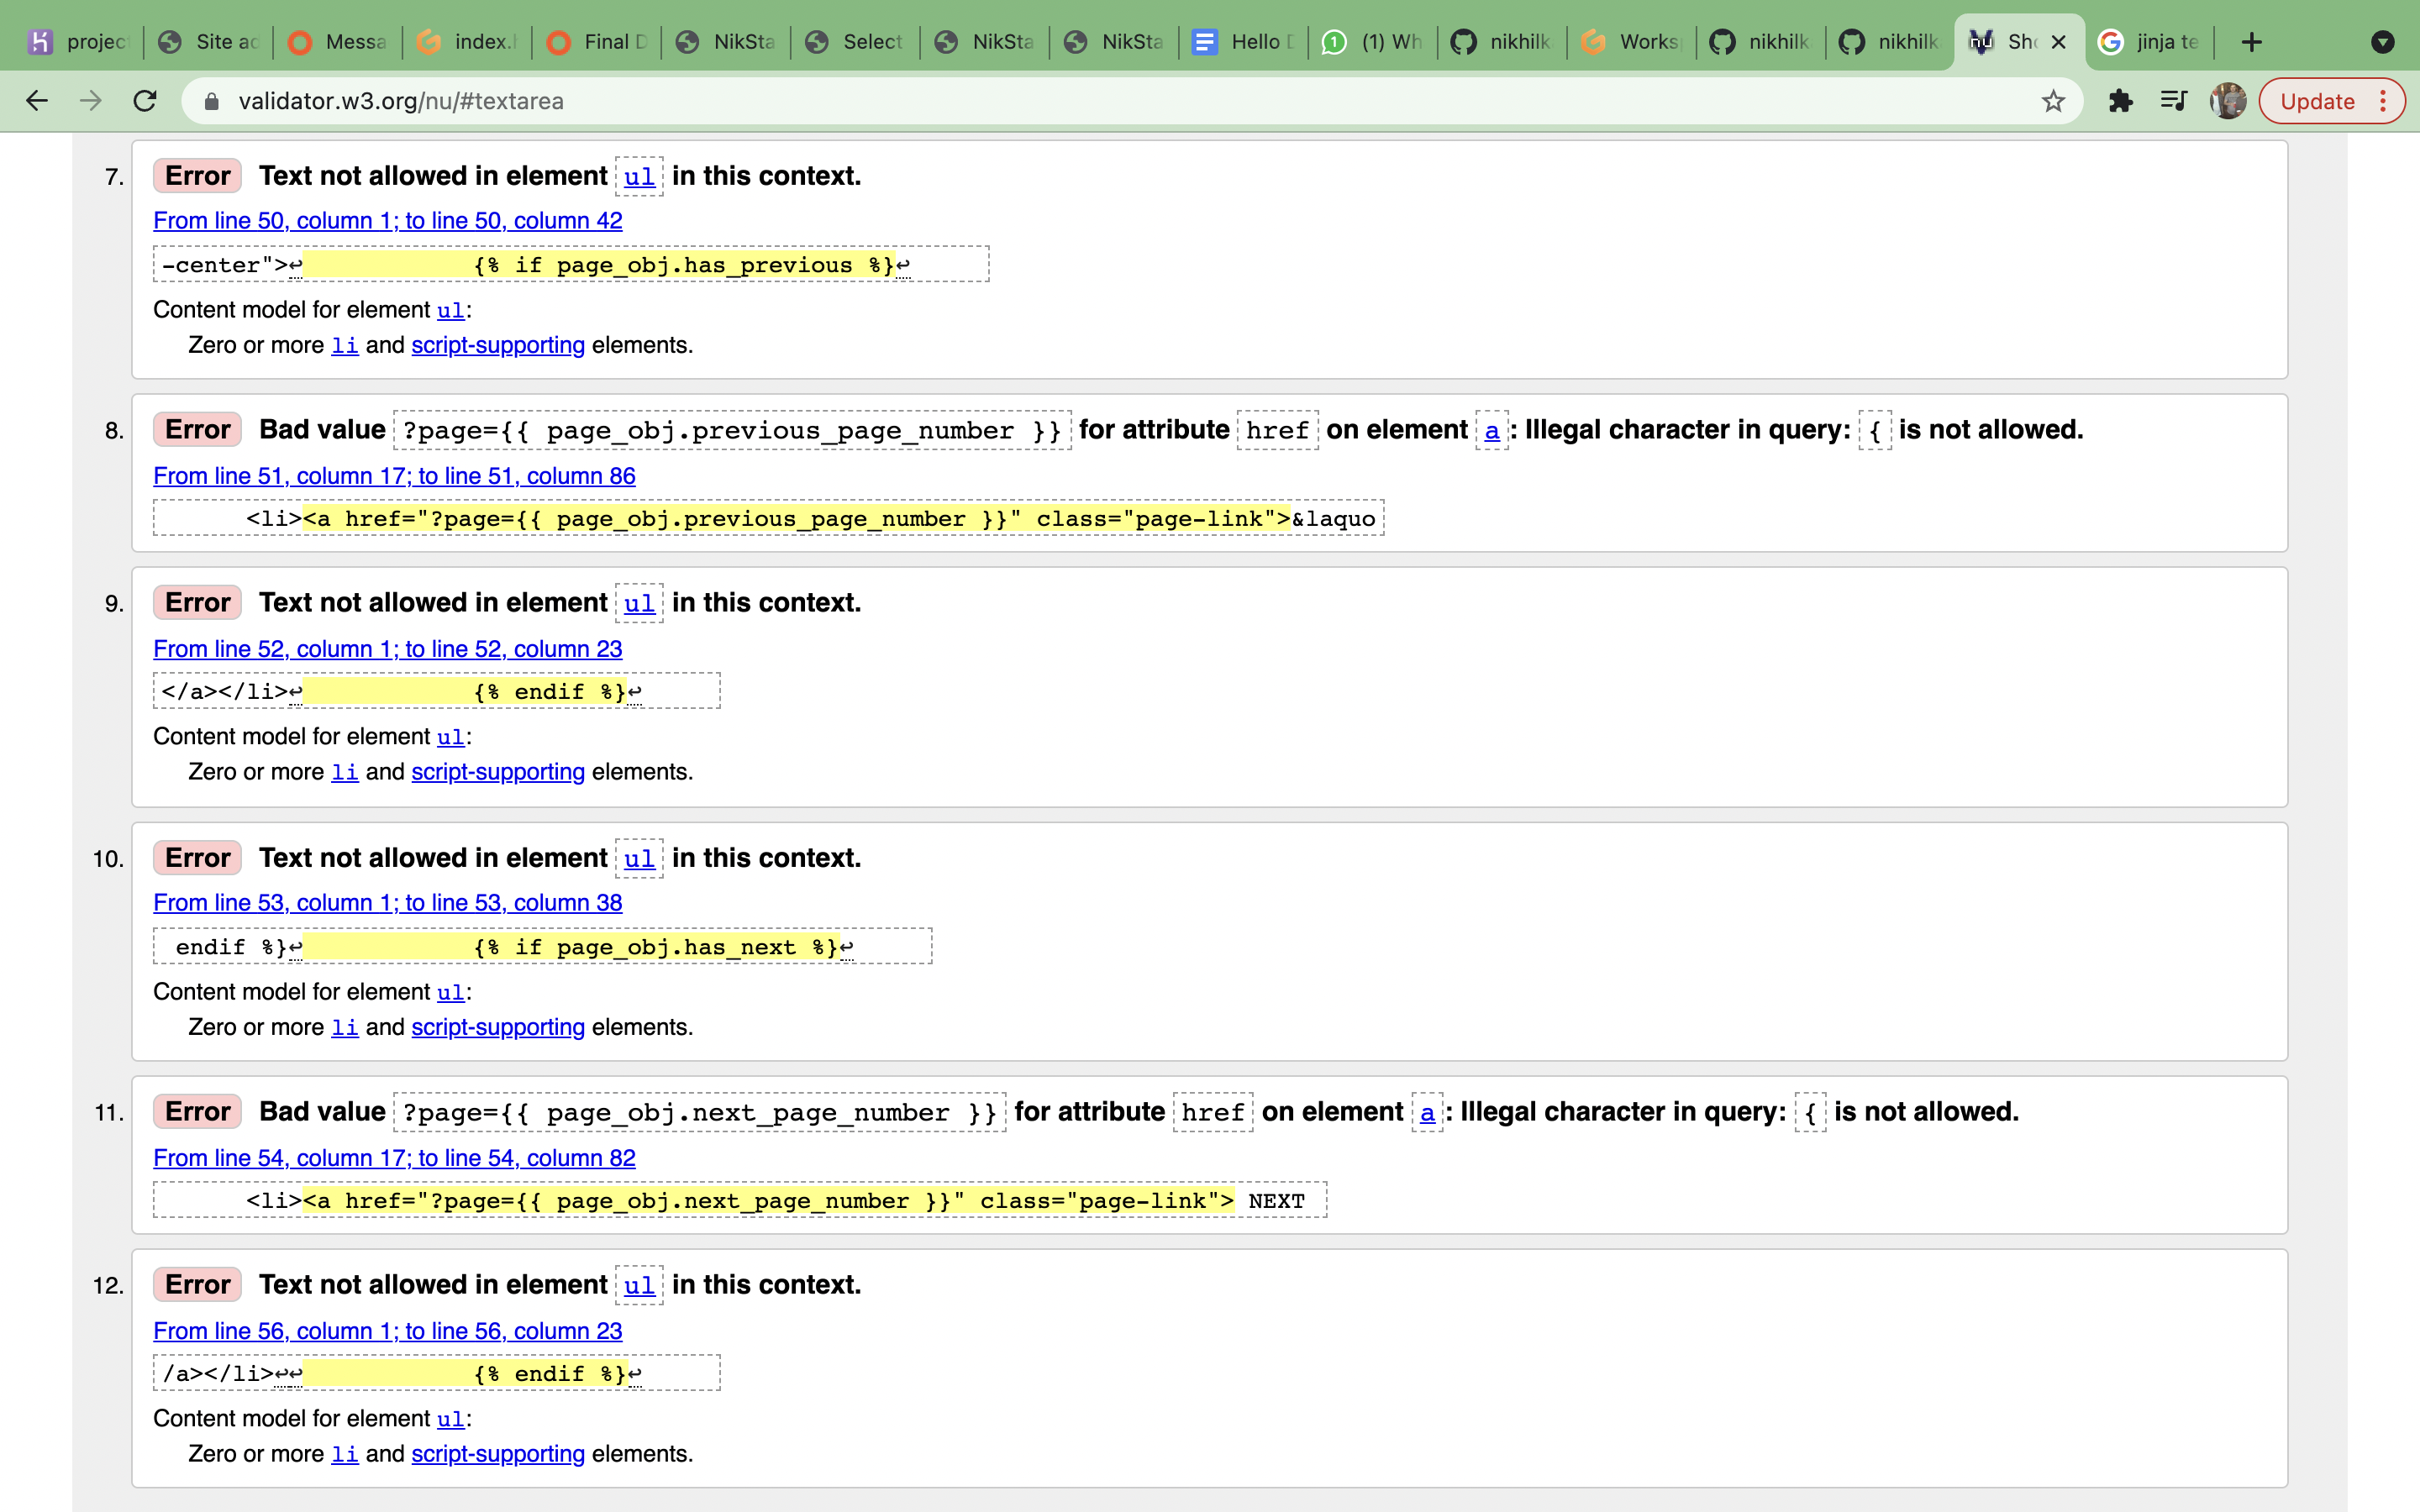 projec
Site ad
Messa
index.h
Final D
NikSta
Select
NikSta
NikSta
Hello D
(1) Wh
nikhilk
Works
nikhilk
nikhilk
Sho
jinja te
validator.w3.org/nu/#textarea
Update
7. Error Text not allowed in element ul in this context.
From line 50, column 1; to line 50, column 42
-center">↩            {% if page_obj.has_previous %}↩
Content model for element ul:
Zero or more li and script-supporting elements.
8. Error Bad value ?page={{ page_obj.previous_page_number }} for attribute href on element a: Illegal character in query: { is not allowed.
From line 51, column 17; to line 51, column 86
<li><a href="?page={{ page_obj.previous_page_number }}" class="page-link">&laquo
9. Error Text not allowed in element ul in this context.
From line 52, column 1; to line 52, column 23
</a></li>↩            {% endif %}↩
Content model for element ul:
Zero or more li and script-supporting elements.
10. Error Text not allowed in element ul in this context.
From line 53, column 1; to line 53, column 38
endif %}↩            {% if page_obj.has_next %}↩
Content model for element ul:
Zero or more li and script-supporting elements.
11. Error Bad value ?page={{ page_obj.next_page_number }} for attribute href on element a: Illegal character in query: { is not allowed.
From line 54, column 17; to line 54, column 82
<li><a href="?page={{ page_obj.next_page_number }}" class="page-link"> NEXT
12. Error Text not allowed in element ul in this context.
From line 56, column 1; to line 56, column 23
/a></li>↩↩            {% endif %}↩
Content model for element ul:
Zero or more li and script-supporting elements.